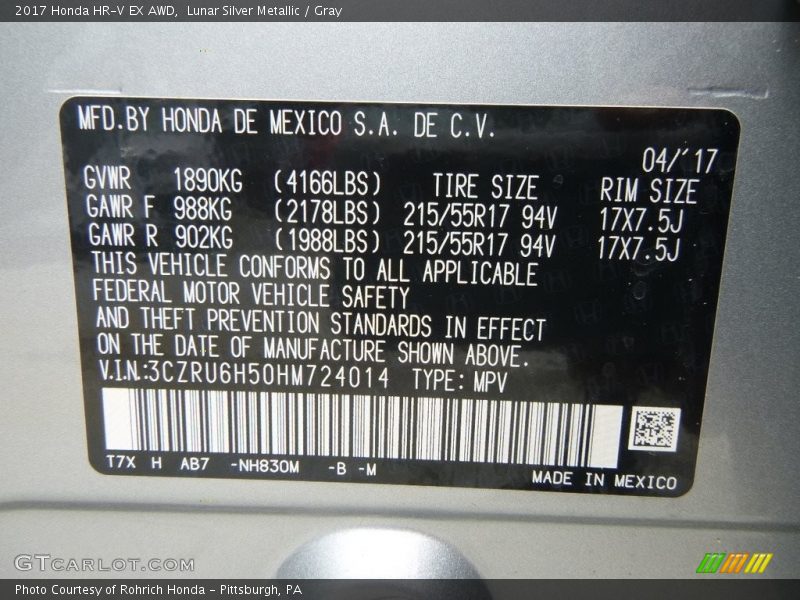 2017 Honda HR-V EX AWD,  Lunar Silver Metallic / Gray
MFD.BY HONDA DE MEXICO S.A. DE C.V.
04/'17
GVWR 1890KG (4166LBS) TIRE SIZE RIM SIZE
GAWR F 988KG (2178LBS) 215/55R17 94V 17X7.5J
GAWR R 902KG (1988LBS) 215/55R17 94V 17X7.5J
THIS VEHICLE CONFORMS TO ALL APPLICABLE
FEDERAL MOTOR VEHICLE SAFETY
AND THEFT PREVENTION STANDARDS IN EFFECT
ON THE DATE OF MANUFACTURE SHOWN ABOVE.
V.I.N.:3CZRU6H50HM724014 TYPE: MPV
T7X H AB7 -NH830M -B -M
MADE IN MEXICO
GTCARLOT.COM
Photo Courtesy of Rohrich Honda - Pittsburgh, PA